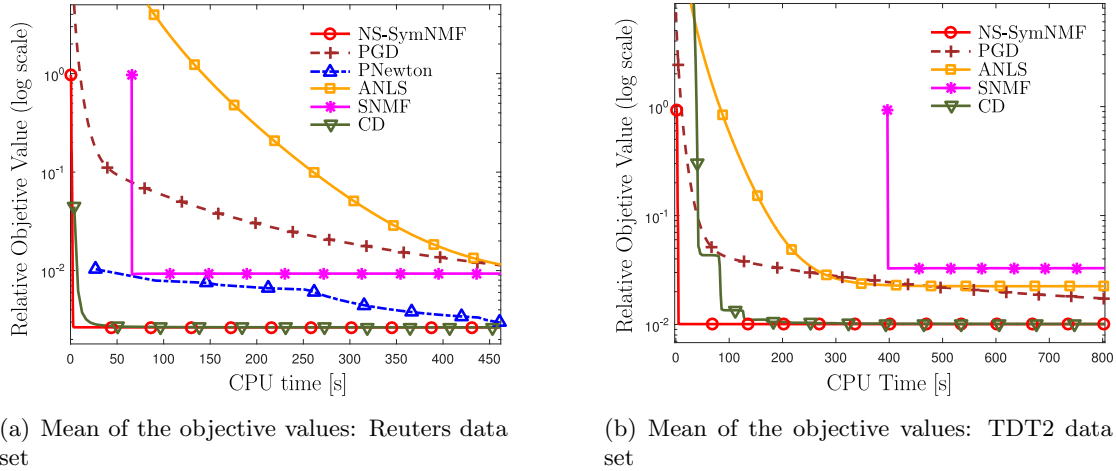 NS-SymNMF
PGD
PNewton
ANLS
SNMF
CD
Relative Objetive Value (log scale)
10^0
10^-1
10^-2
0 50 100 150 200 250 300 350 400 450
CPU time [s]
(a) Mean of the objective values: Reuters data
set
NS-SymNMF
PGD
ANLS
SNMF
CD
Relative Objetive Value (log scale)
10^0
10^-1
10^-2
0 100 200 300 400 500 600 700 800
CPU Time [s]
(b) Mean of the objective values: TDT2 data
set